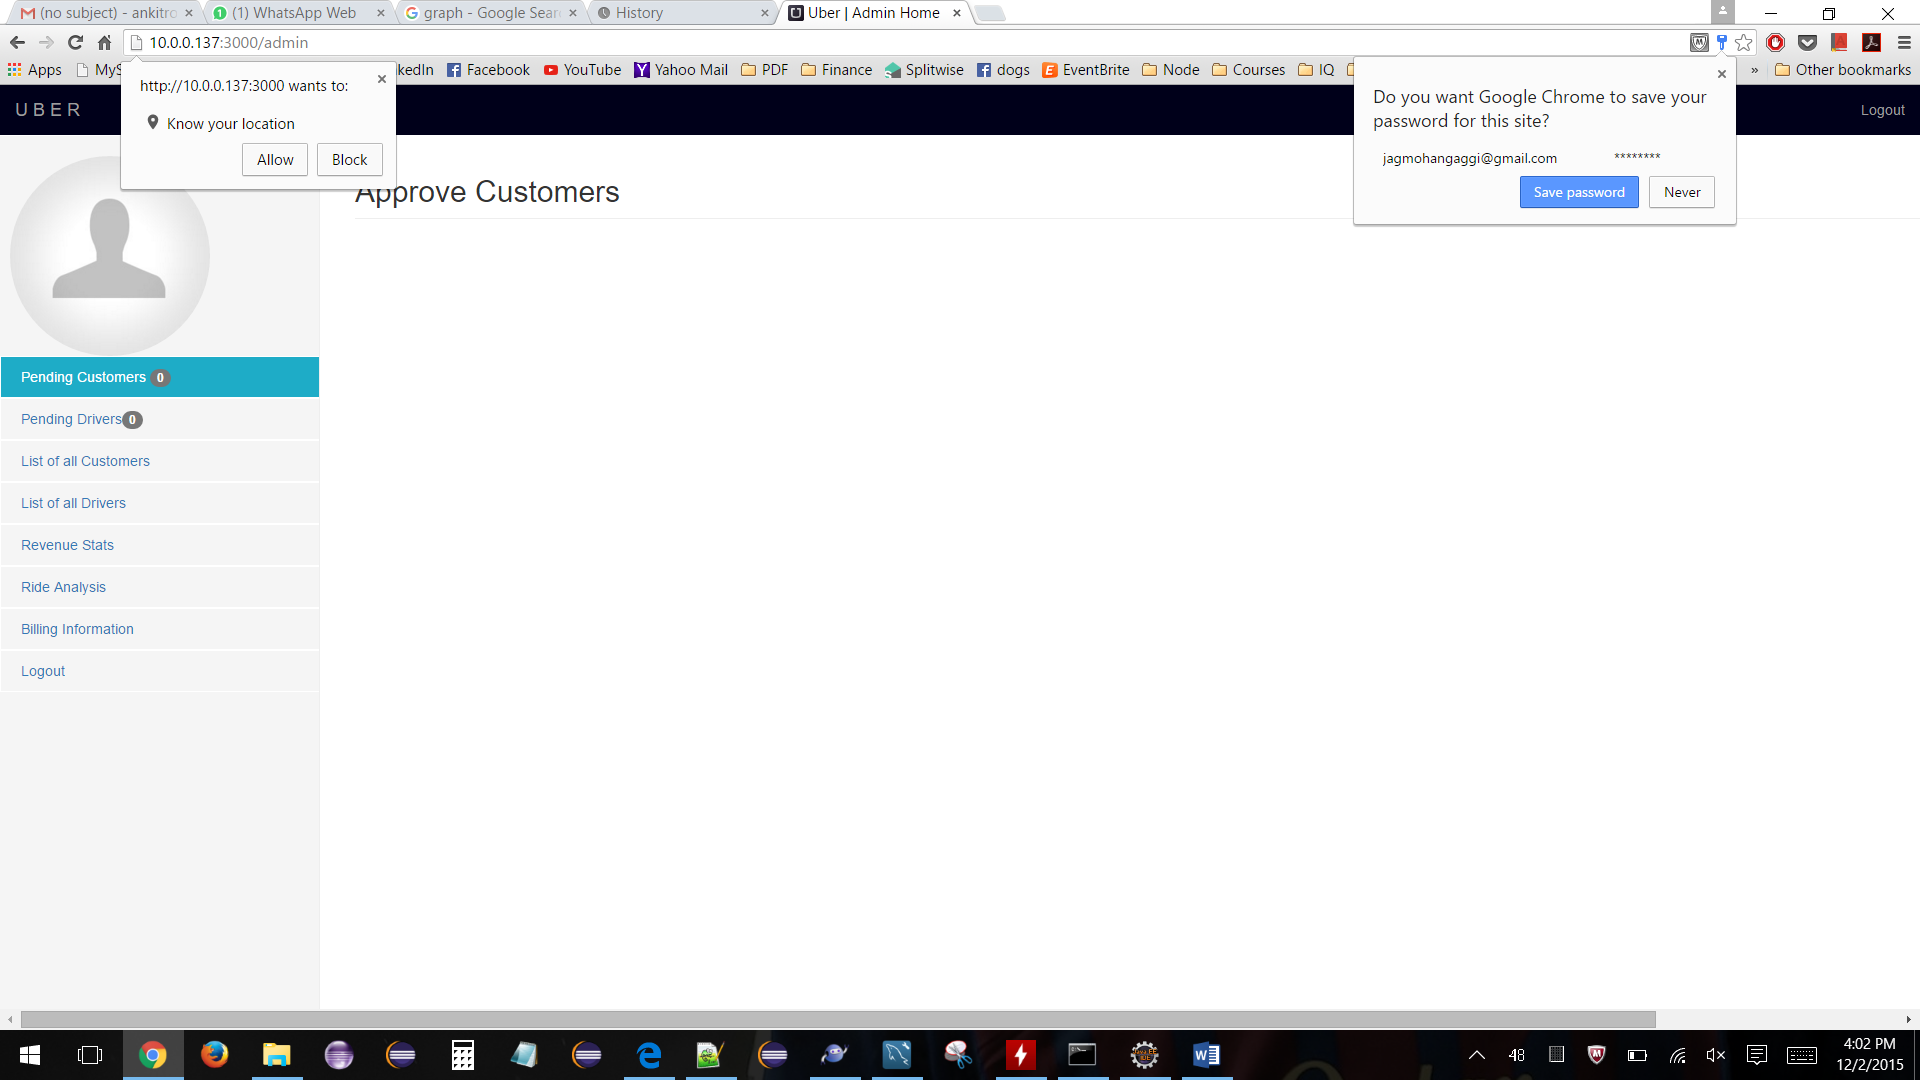 (no subject) - ankitro
(1) WhatsApp Web
graph - Google Sear
History
Uber | Admin Home
10.0.0.137:3000/admin
Apps
MyS
kedIn
Facebook
YouTube
Yahoo Mail
PDF
Finance
Splitwise
dogs
EventBrite
Node
Courses
IQ
»
Other bookmarks
http://10.0.0.137:3000 wants to:
Know your location
Allow
Block
Do you want Google Chrome to save your
password for this site?
jagmohangaggi@gmail.com ********
Save password
Never
UBER
Logout
Approve Customers
Pending Customers 0
Pending Drivers 0
List of all Customers
List of all Drivers
Revenue Stats
Ride Analysis
Billing Information
Logout
48
4:02 PM
12/2/2015